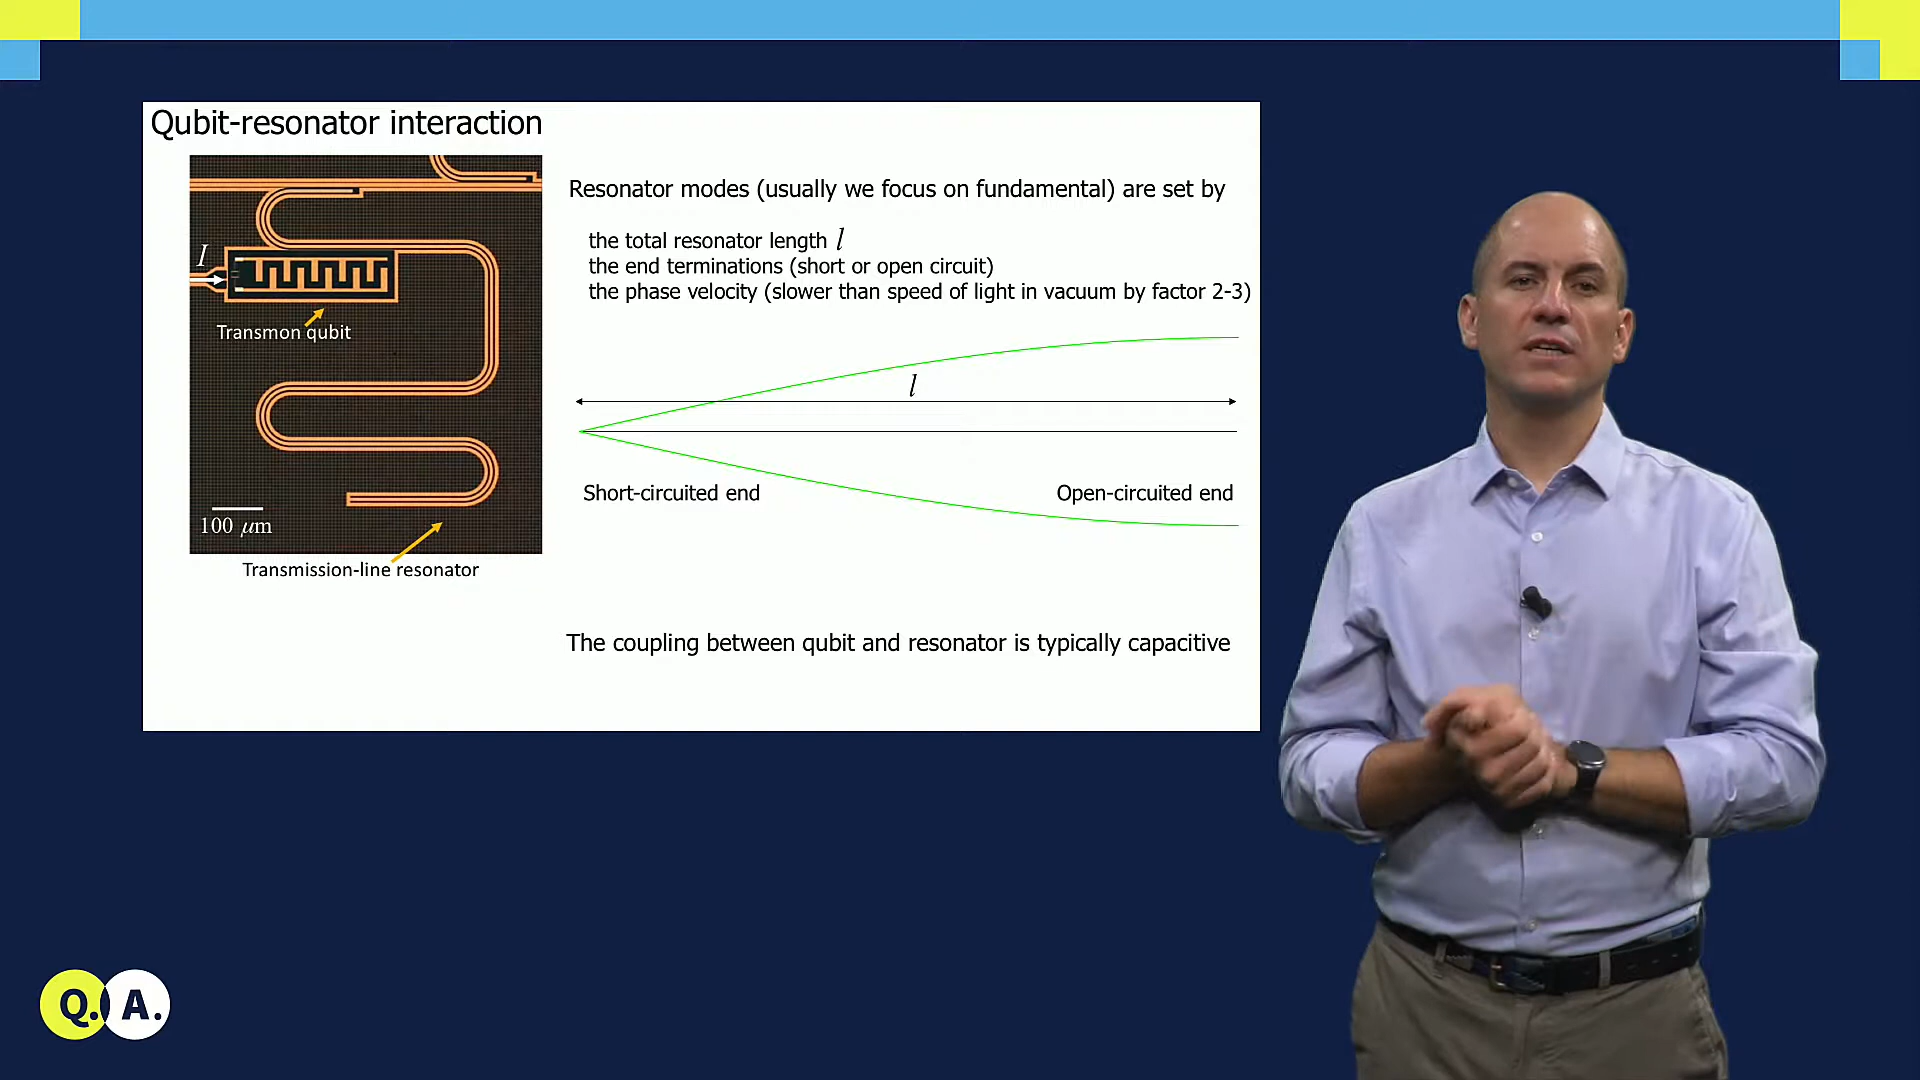 Qubit-resonator interaction
I
Transmon qubit
100 μm
Transmission-line resonator
Resonator modes (usually we focus on fundamental) are set by
the total resonator length l
the end terminations (short or open circuit)
the phase velocity (slower than speed of light in vacuum by factor 2-3)
l
Short-circuited end
Open-circuited end
The coupling between qubit and resonator is typically capacitive
Q. A.